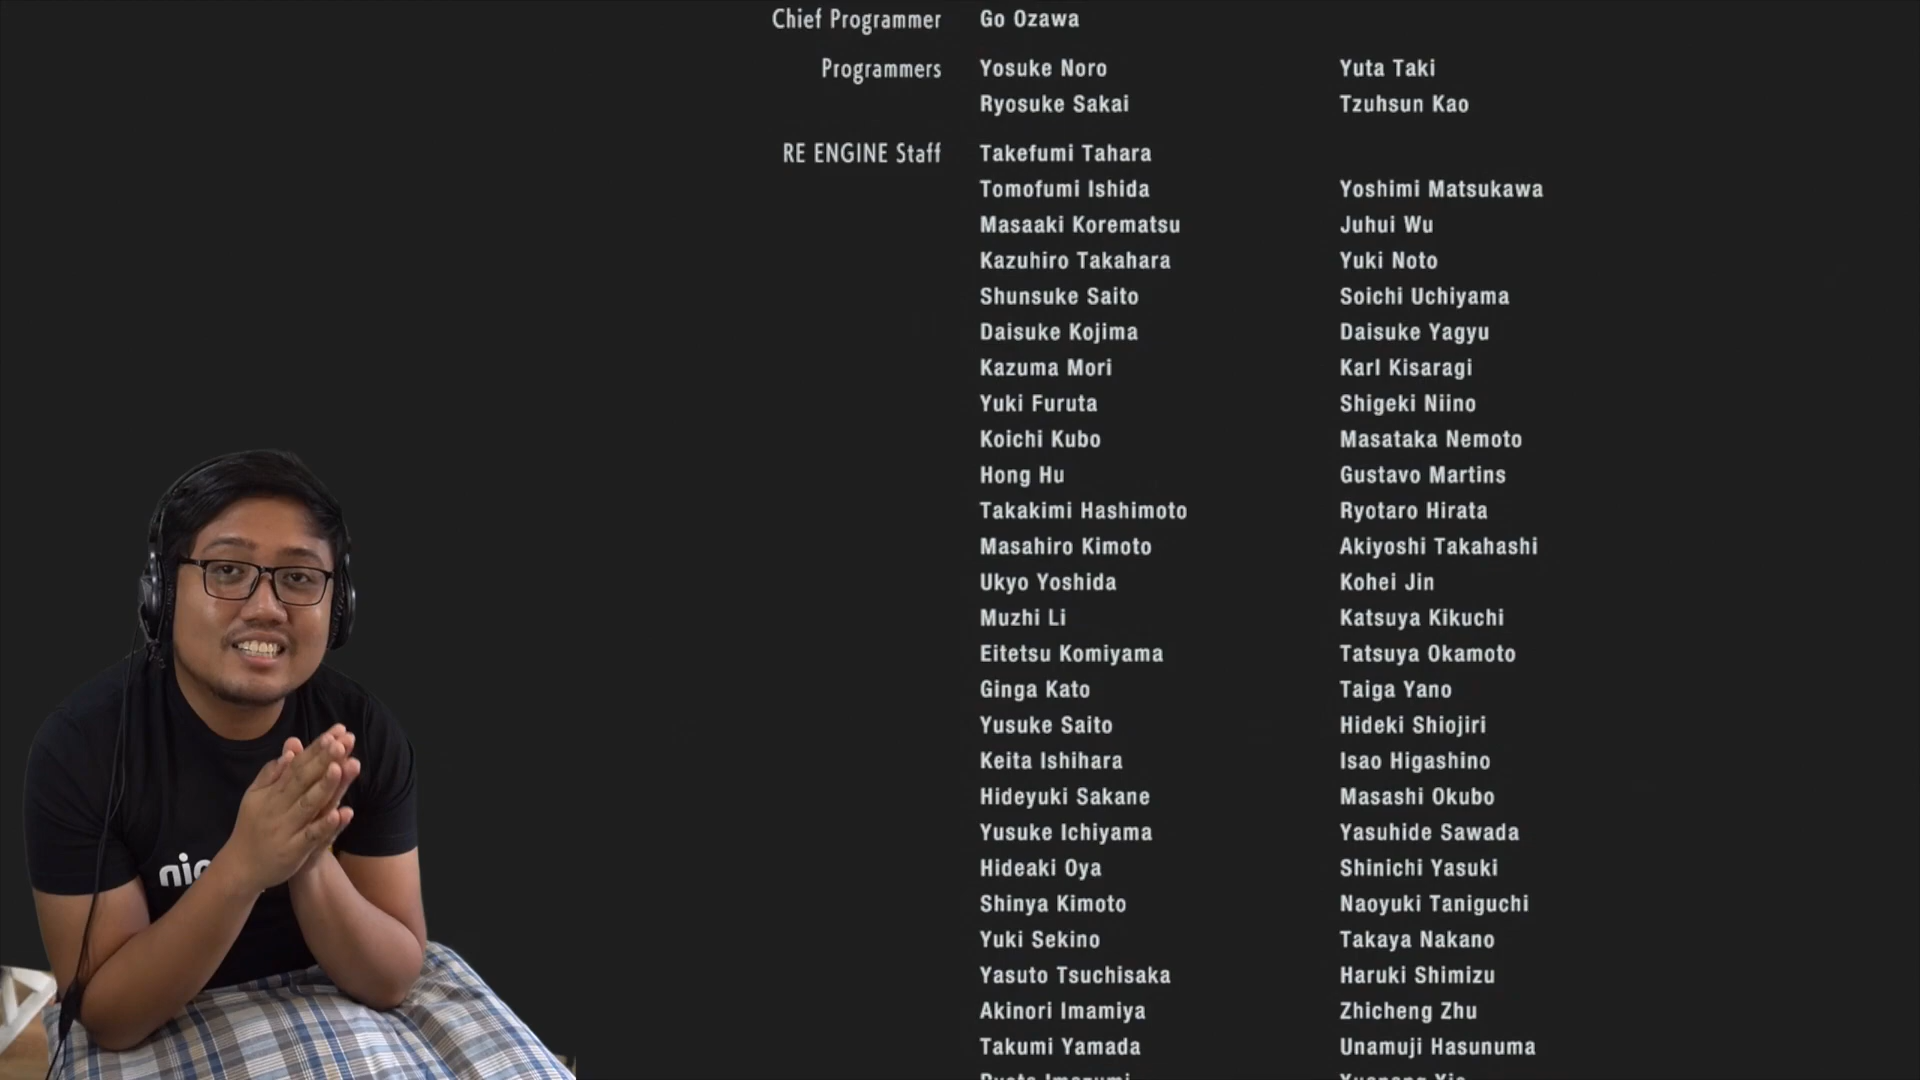 Chief Programmer Go Ozawa
Programmers Yosuke Noro Yuta Taki
Ryosuke Sakai Tzuhsun Kao
RE ENGINE Staff Takefumi Tahara
Tomofumi Ishida Yoshimi Matsukawa
Masaaki Korematsu Juhui Wu
Kazuhiro Takahara Yuki Noto
Shunsuke Saito Soichi Uchiyama
Daisuke Kojima Daisuke Yagyu
Kazuma Mori Karl Kisaragi
Yuki Furuta Shigeki Niino
Koichi Kubo Masataka Nemoto
Hong Hu Gustavo Martins
Takakimi Hashimoto Ryotaro Hirata
Masahiro Kimoto Akiyoshi Takahashi
Ukyo Yoshida Kohei Jin
Muzhi Li Katsuya Kikuchi
Eitetsu Komiyama Tatsuya Okamoto
Ginga Kato Taiga Yano
Yusuke Saito Hideki Shiojiri
Keita Ishihara Isao Higashino
Hideyuki Sakane Masashi Okubo
Yusuke Ichiyama Yasuhide Sawada
Hideaki Oya Shinichi Yasuki
Shinya Kimoto Naoyuki Taniguchi
Yuki Sekino Takaya Nakano
Yasuto Tsuchisaka Haruki Shimizu
Akinori Imamiya Zhicheng Zhu
Takumi Yamada Unamuji Hasunuma